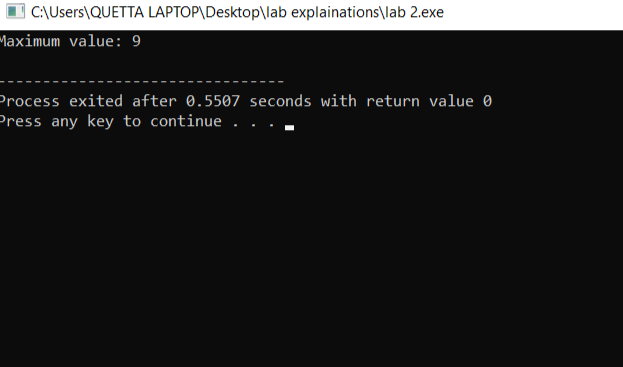 C:\Users\QUETTA LAPTOP\Desktop\lab explainations\lab 2.exe
Maximum value: 9
--------------------------------
Process exited after 0.5507 seconds with return value 0
Press any key to continue . . .